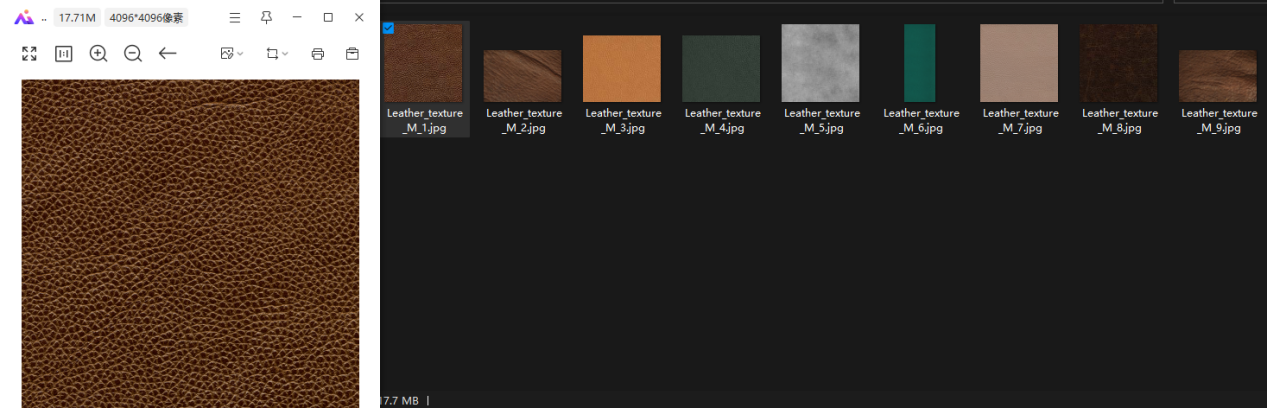 .. 17.71M 4096*4096像素
1:1
Leather_texture
_M_1.jpg
Leather_texture
_M_2.jpg
Leather_texture
_M_3.jpg
Leather_texture
_M_4.jpg
Leather_texture
_M_5.jpg
Leather_texture
_M_6.jpg
Leather_texture
_M_7.jpg
Leather_texture
_M_8.jpg
Leather_texture
_M_9.jpg
17.7 MB